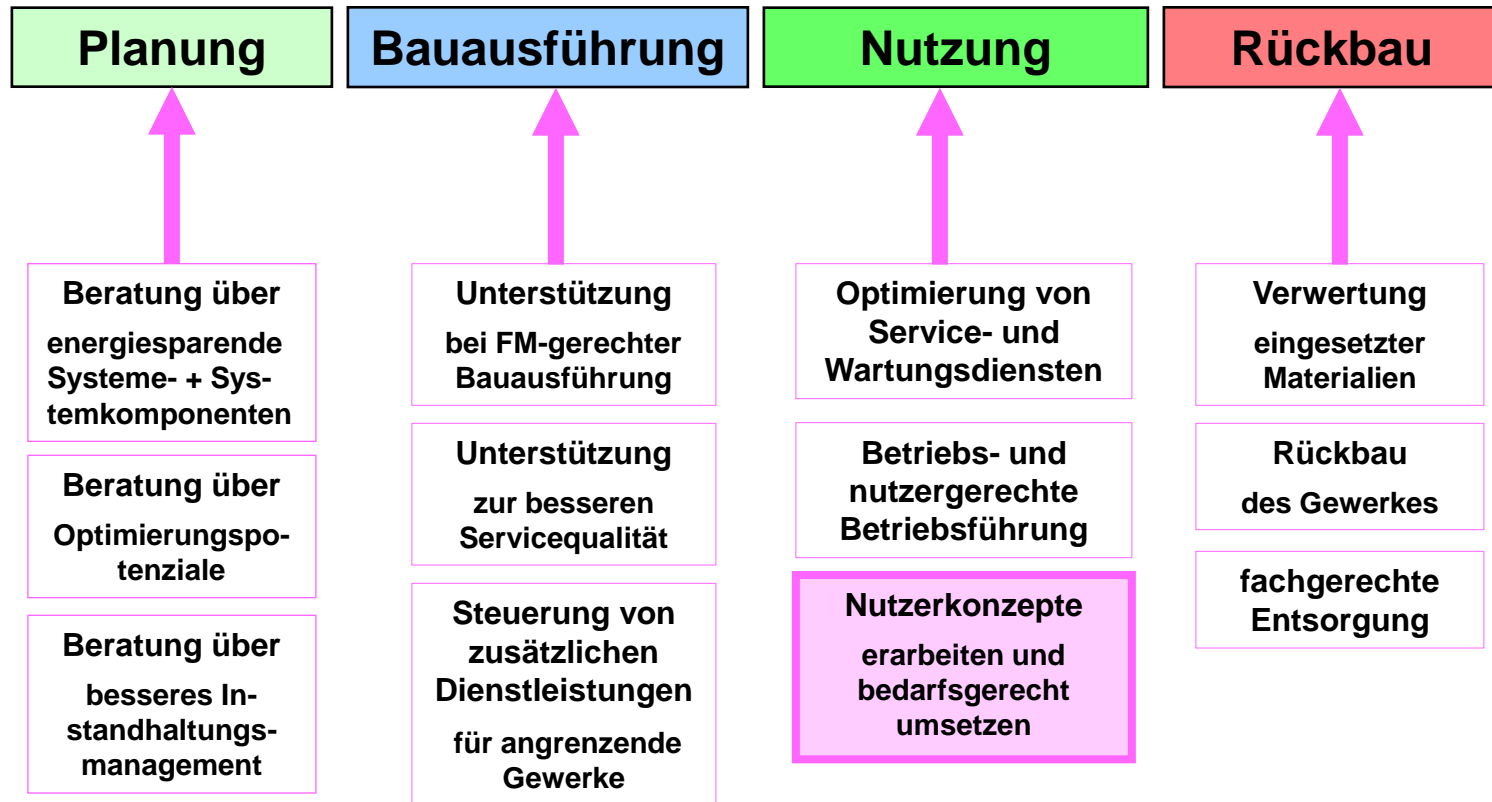 Planung
Bauausführung
Nutzung
Rückbau
Beratung über
energiesparende
Systeme- + Sys-
temkomponenten
Beratung über
Optimierungspo-
tenziale
Beratung über
besseres In-
standhaltungs-
management
Unterstützung
bei FM-gerechter
Bauausführung
Unterstützung
zur besseren
Servicequalität
Steuerung von
zusätzlichen
Dienstleistungen
für angrenzende
Gewerke
Optimierung von
Service- und
Wartungsdiensten
Betriebs- und
nutzergerechte
Betriebsführung
Nutzerkonzepte
erarbeiten und
bedarfsgerecht
umsetzen
Verwertung
eingesetzter
Materialien
Rückbau
des Gewerkes
fachgerechte
Entsorgung